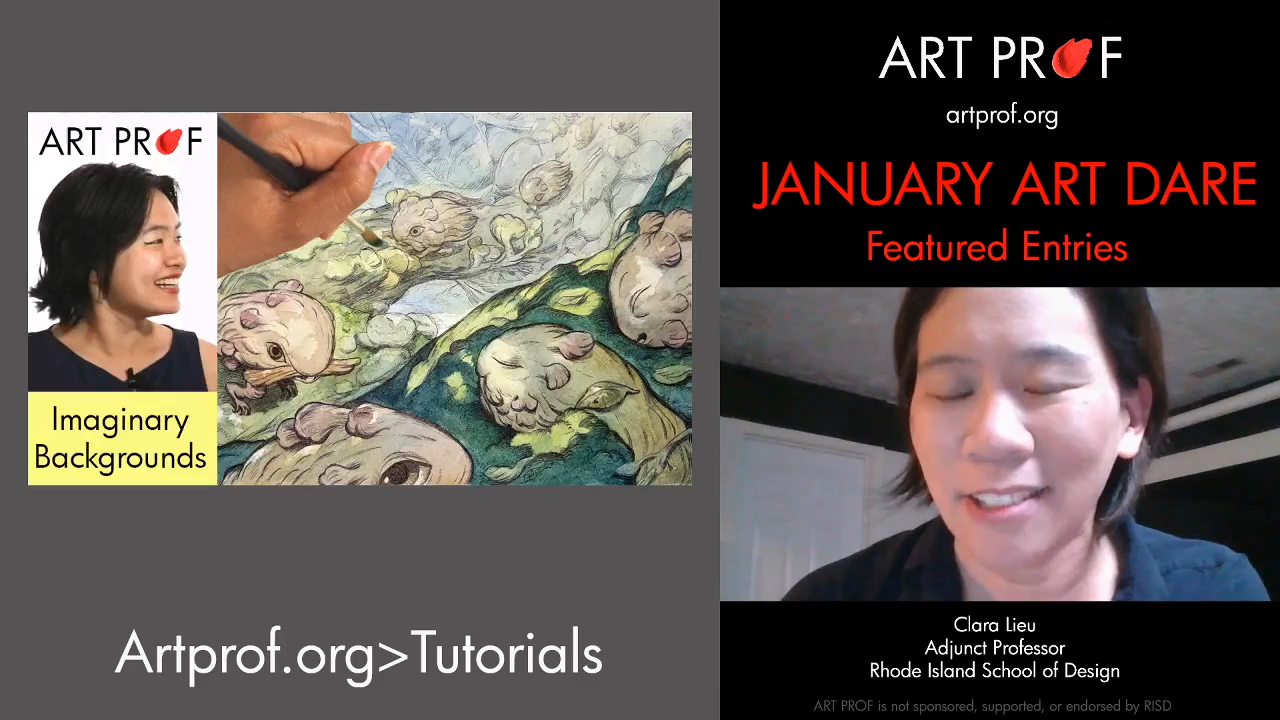 ART PROF
Imaginary
Backgrounds
Artprof.org>Tutorials
ART PROF
artprof.org
JANUARY ART DARE
Featured Entries
Clara Lieu
Adjunct Professor
Rhode Island School of Design
ART PROF is not sponsored, supported, or endorsed by RISD